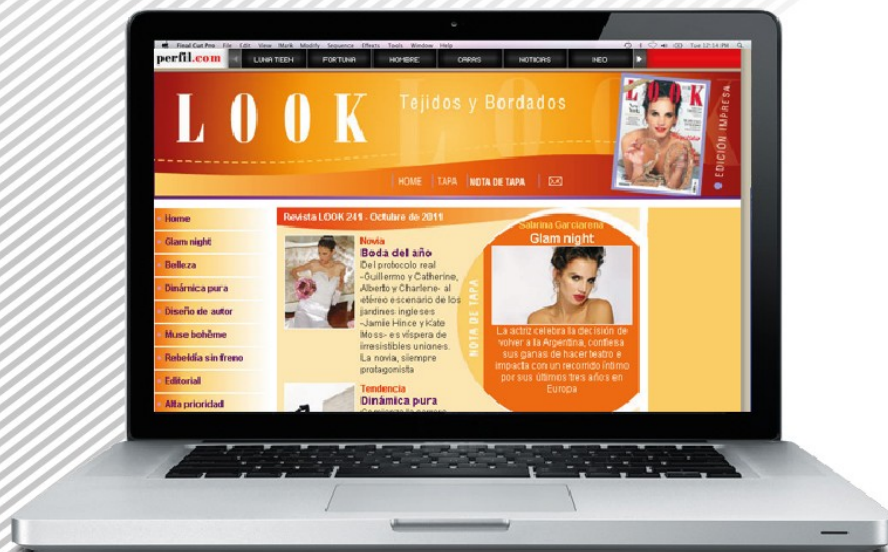 Final Cut Pro File Edit View Mark Modify Sequence Effects Tools Window Help Tue 12:14 PM
perfil.com LUNA TEEN FORTUNA HOMBRE CARAS NOTICIAS NEO
LOOK Tejidos y Bordados
LOOK
EDICIÓN IMPRESA
HOME TAPA NOTA DE TAPA
Home
Glam night
Belleza
Dinámica pura
Diseño de autor
Muse bohême
Rebeldía sin freno
Editorial
Alta prioridad
Revista LOOK 241 - Octubre de 2011
Novia
Boda del año
Del protocolo real
-Guillermo y Catherine,
Alberto y Charlene- al
etéreo escenario de los
jardines ingleses
-Jamie Hince y Kate
Moss- es víspera de
irresistibles uniones.
La novia, siempre
protagonista
Tendencia
Dinámica pura
NOTA DE TAPA
Sabrina Garciarena
Glam night
La actriz celebra la decisión de
volver a la Argentina, confiesa
sus ganas de hacer teatro e
impacta con un recorrido íntimo
por sus últimos tres años en
Europa